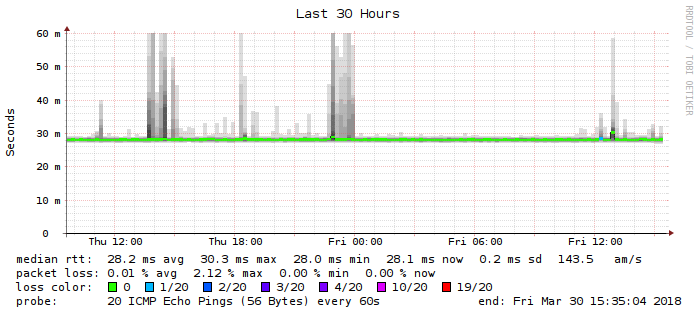 Last 30 Hours
RRDTOOL / TOBI OETIKER
Seconds
60 m
50 m
40 m
30 m
20 m
10 m
0
Thu 12:00 Thu 18:00 Fri 00:00 Fri 06:00 Fri 12:00
median rtt: 28.2 ms avg 30.3 ms max 28.0 ms min 28.1 ms now 0.2 ms sd 143.5 am/s
packet loss: 0.01 % avg 2.12 % max 0.00 % min 0.00 % now
loss color: 0 1/20 2/20 3/20 4/20 10/20 19/20
probe: 20 ICMP Echo Pings (56 Bytes) every 60s end: Fri Mar 30 15:35:04 2018